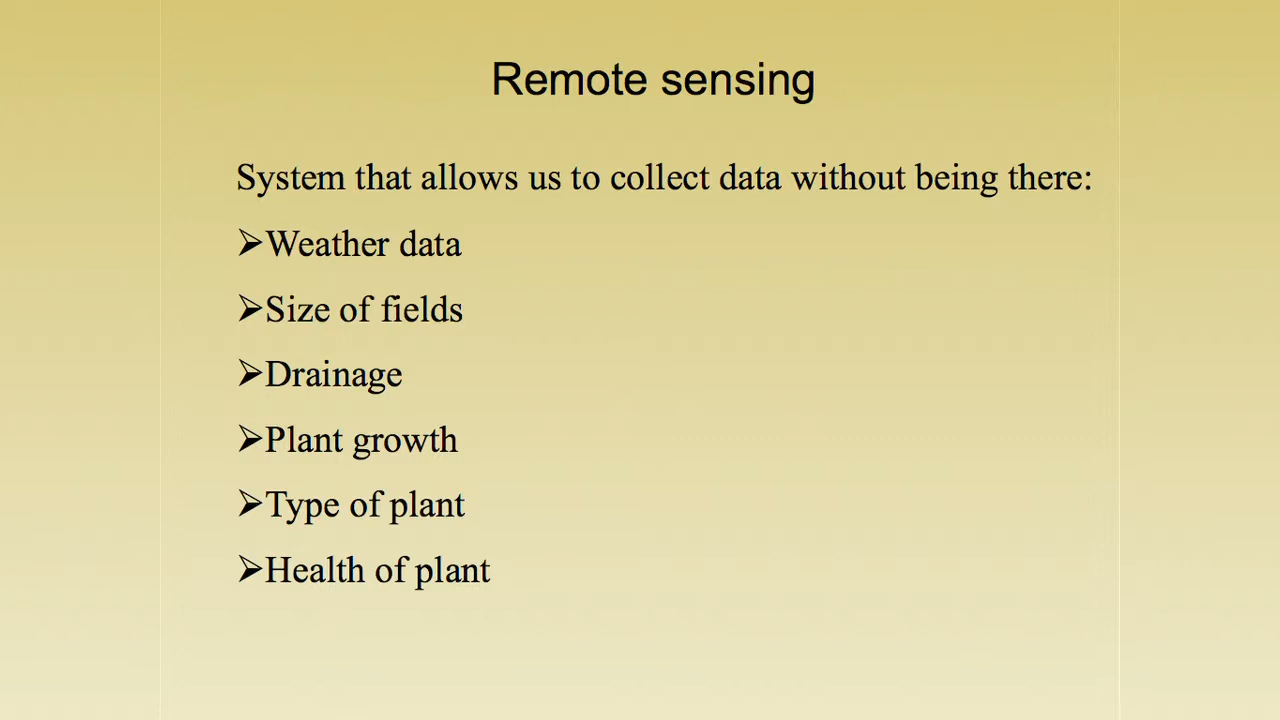 Remote sensing
System that allows us to collect data without being there:
➢Weather data
➢Size of fields
➢Drainage
➢Plant growth
➢Type of plant
➢Health of plant